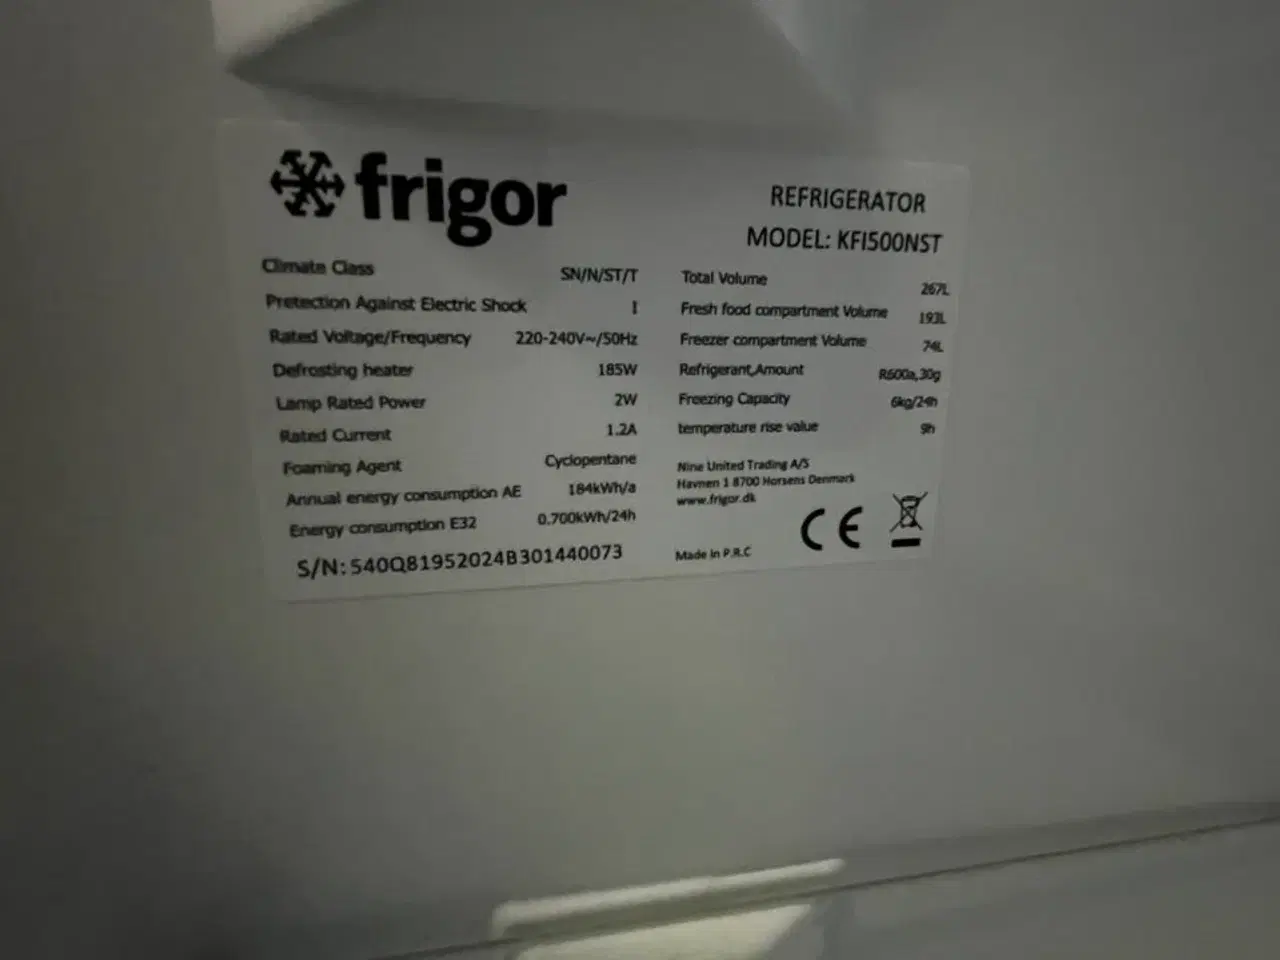 frigor
REFRIGERATOR
MODEL: KFI500NST
Climate Class SN/N/ST/T
Pretection Against Electric Shock I
Rated Voltage/Frequency 220-240V~/50Hz
Defrosting heater 185W
Lamp Rated Power 2W
Rated Current 1.2A
Foaming Agent Cyclopentane
Annual energy consumption AE 184kWh/a
Energy consumption E32 0.700kWh/24h
S/N: 540Q81952024B301440073
Total Volume 267L
Fresh food compartment Volume 193L
Freezer compartment Volume 74L
Refrigerant,Amount R600a,30g
Freezing Capacity 6kg/24h
temperature rise value 9h
Nine United Trading A/S
Havnen 1 8700 Horsens Denmark
www.frigor.dk
Made in P.R.C
CE